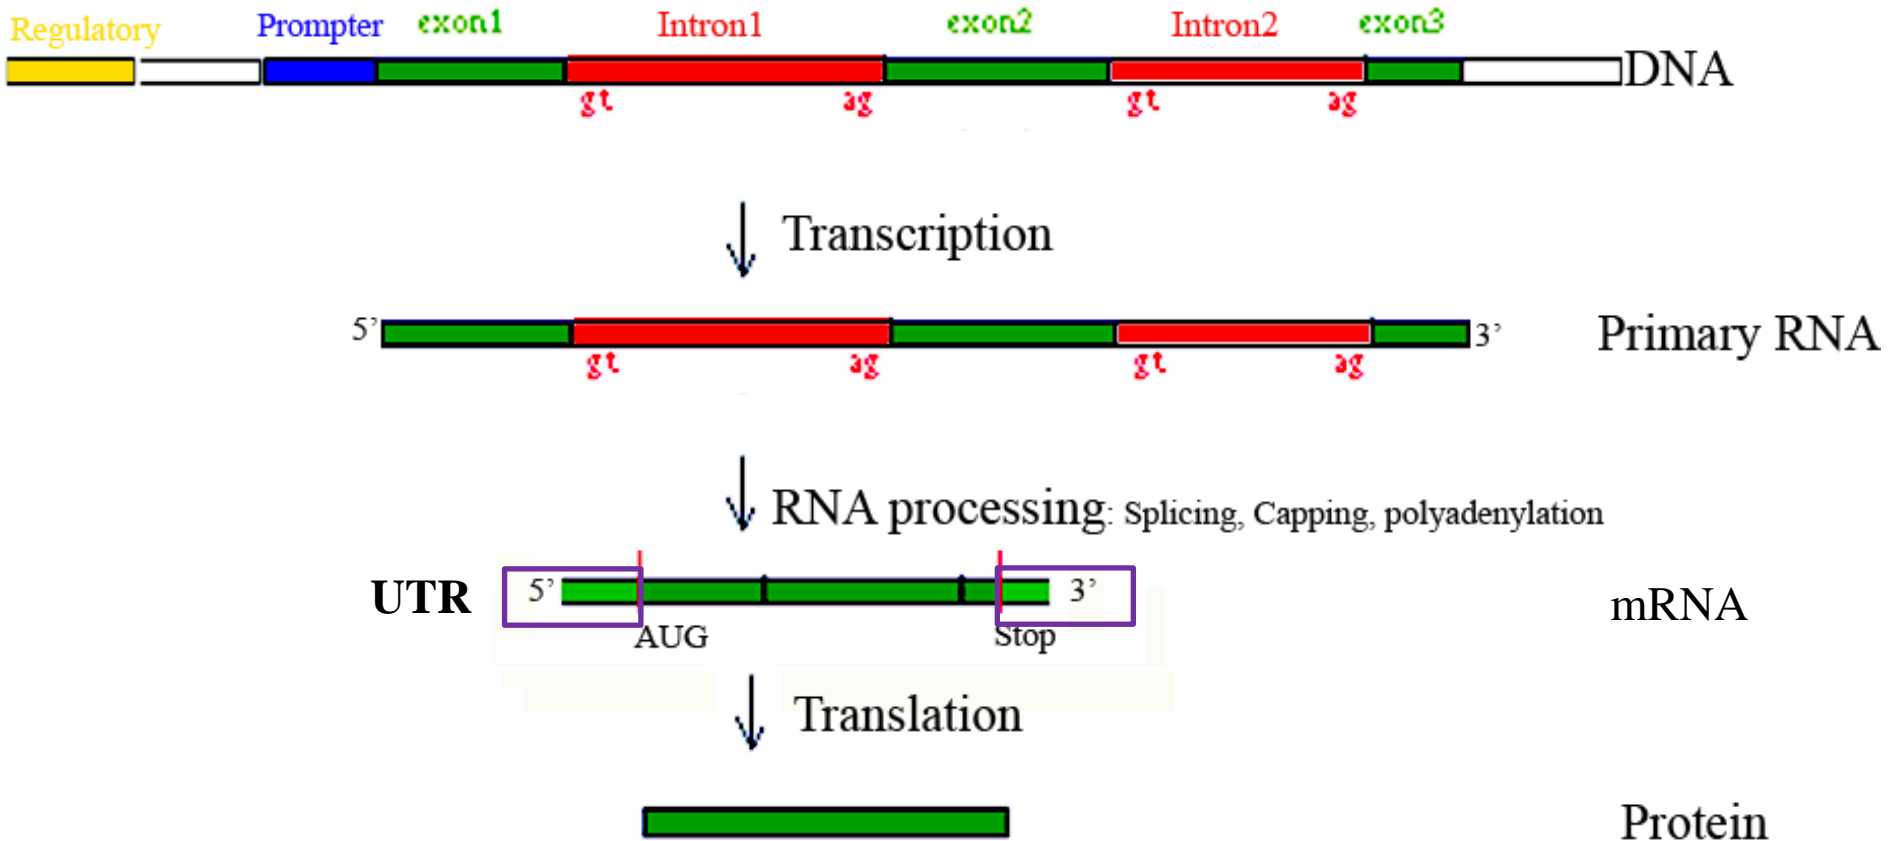 Regulatory Prompter exon1 Intron1 exon2 Intron2 exon3
DNA
gt ag gt ag
Transcription
5’ 3’ Primary RNA
gt ag gt ag
RNA processing: Splicing, Capping, polyadenylation
UTR 5’ 3’ mRNA
AUG Stop
Translation
Protein